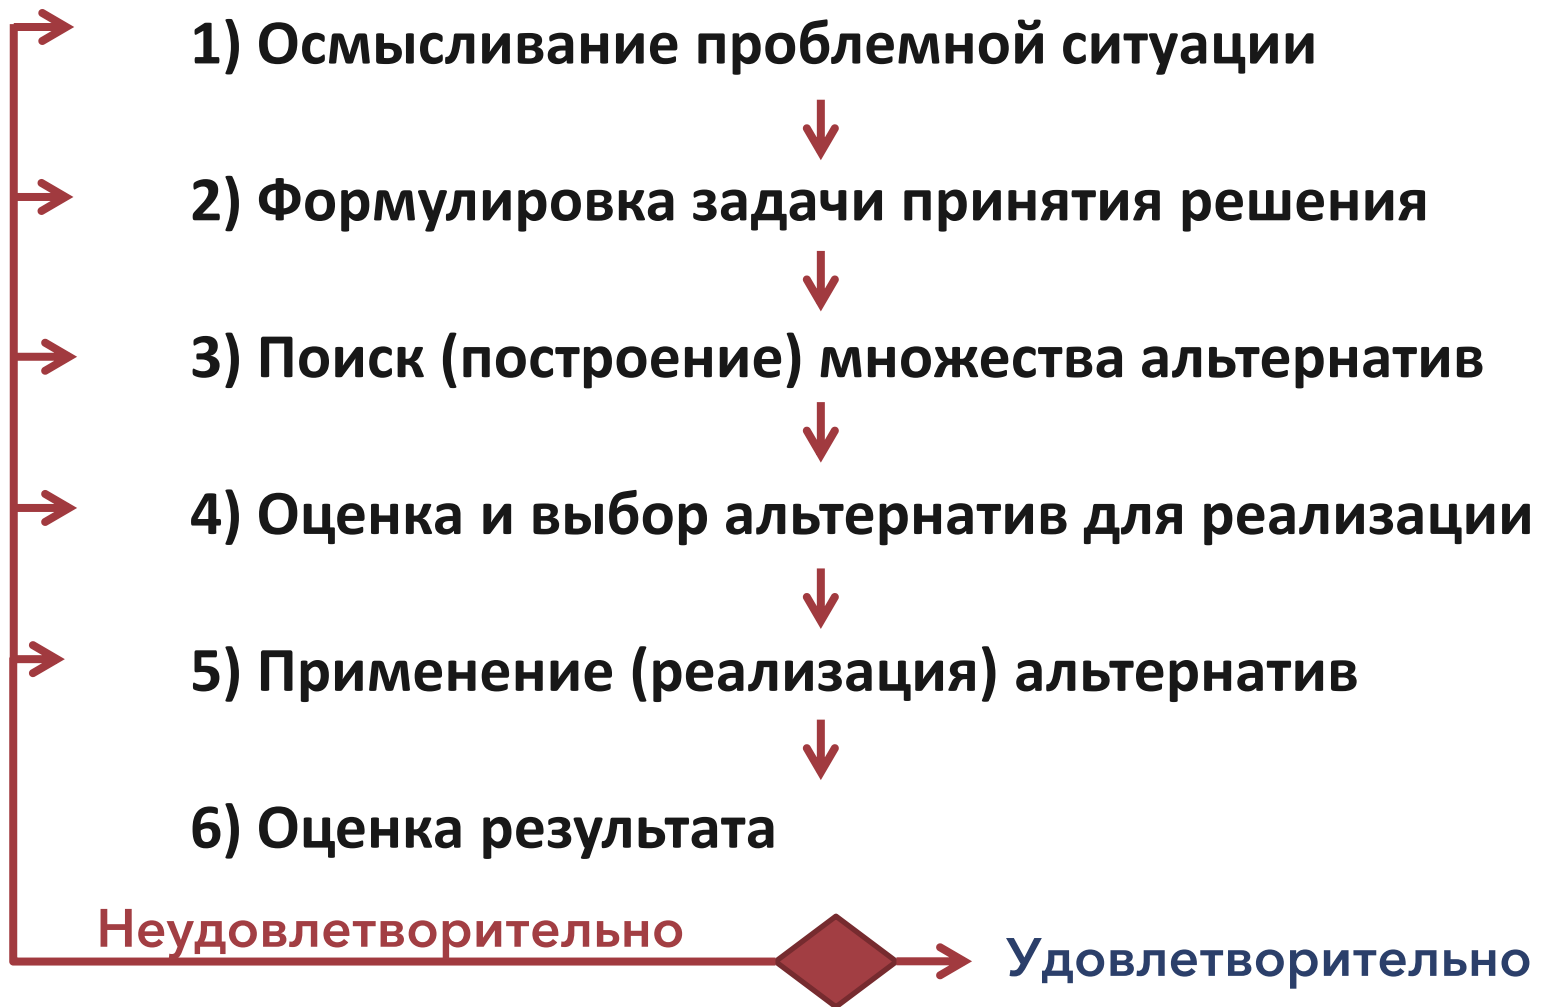 1) Осмысливание проблемной ситуации
2) Формулировка задачи принятия решения
3) Поиск (построение) множества альтернатив
4) Оценка и выбор альтернатив для реализации
5) Применение (реализация) альтернатив
6) Оценка результата
Неудовлетворительно
Удовлетворительно